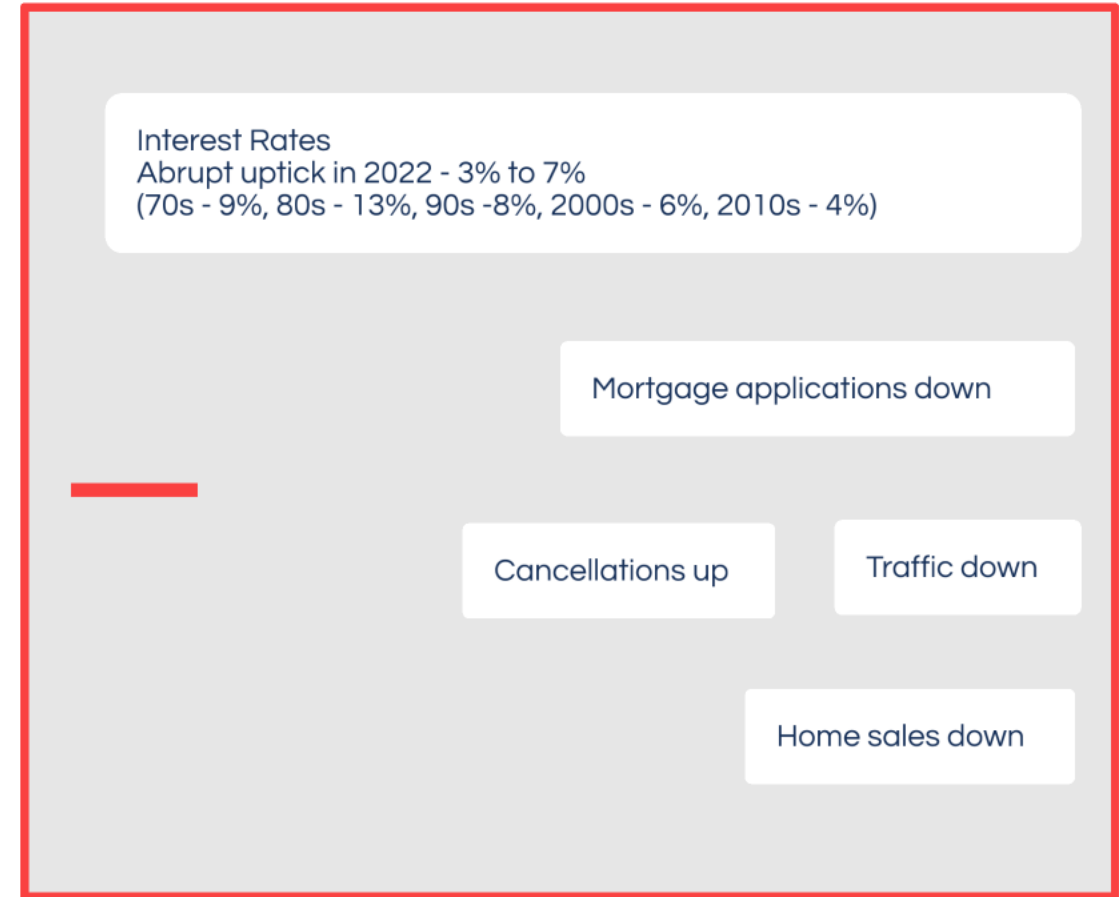 Interest Rates
Abrupt uptick in 2022 - 3% to 7%
(70s - 9%, 80s - 13%, 90s -8%, 2000s - 6%, 2010s - 4%)
Mortgage applications down
Cancellations up
Traffic down
Home sales down